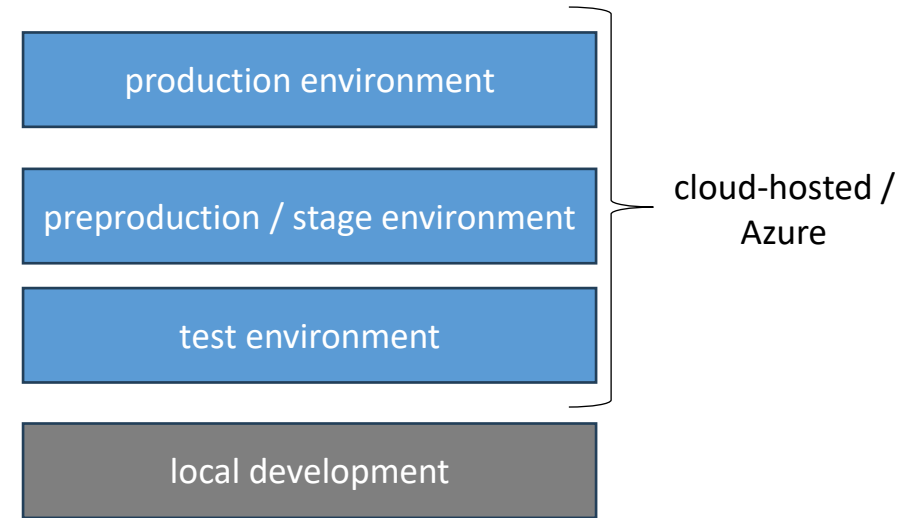 production environment
preproduction / stage environment
cloud-hosted /
Azure
test environment
local development